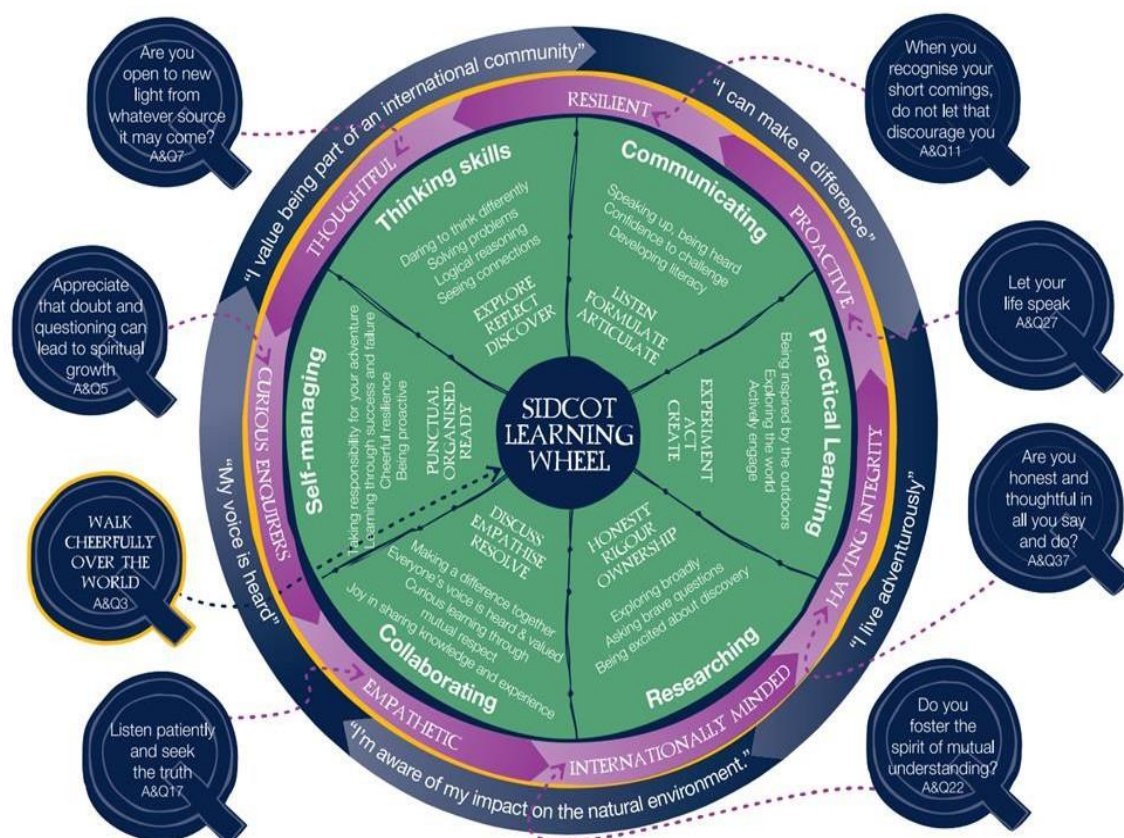 Are you
open to new
light from
whatever source
it may come?
A&Q7
When you
recognise your
short comings,
do not let that
discourage you
A&Q11
Appreciate
that doubt and
questioning can
lead to spiritual
growth
A&Q5
Let your
life speak
A&Q27
WALK
CHEERFULLY
OVER THE
WORLD
A&Q3
Are you
honest and
thoughtful in
all you say
and do?
A&Q37
Listen patiently
and seek
the truth
A&Q17
Do you
foster the
spirit of mutual
understanding?
A&Q22
"I value being part of an international community"
"I can make a difference"
"I live adventurously"
"I'm aware of my impact on the natural environment."
"My voice is heard"
RESILIENT
PROACTIVE
HAVING INTEGRITY
INTERNATIONALLY MINDED
EMPATHETIC
CURIOUS ENQUIRERS
THOUGHTFUL
Thinking skills
Daring to think differently
Solving problems
Logical reasoning
Seeing connections
EXPLORE
REFLECT
DISCOVER
Communicating
Speaking up, being heard
Confidence to challenge
Developing literacy
LISTEN
FORMULATE
ARTICULATE
Practical Learning
Being inspired by the outdoors
Exploring the world
Actively engage
EXPERIMENT
ACT
CREATE
HONESTY
RIGOUR
OWNERSHIP
Exploring broadly
Asking brave questions
Being excited about discovery
Researching
DISCUSS
EMPATHISE
RESOLVE
Making a difference together
Everyone's voice is heard & valued
Curious learning through
mutual respect
Joy in sharing knowledge and experience
Collaborating
Self-managing
Taking responsibility for your adventure
Learning through success and failure
Cheerful resilience
Being proactive
PUNCTUAL
ORGANISED
READY
SIDCOT
LEARNING
WHEEL